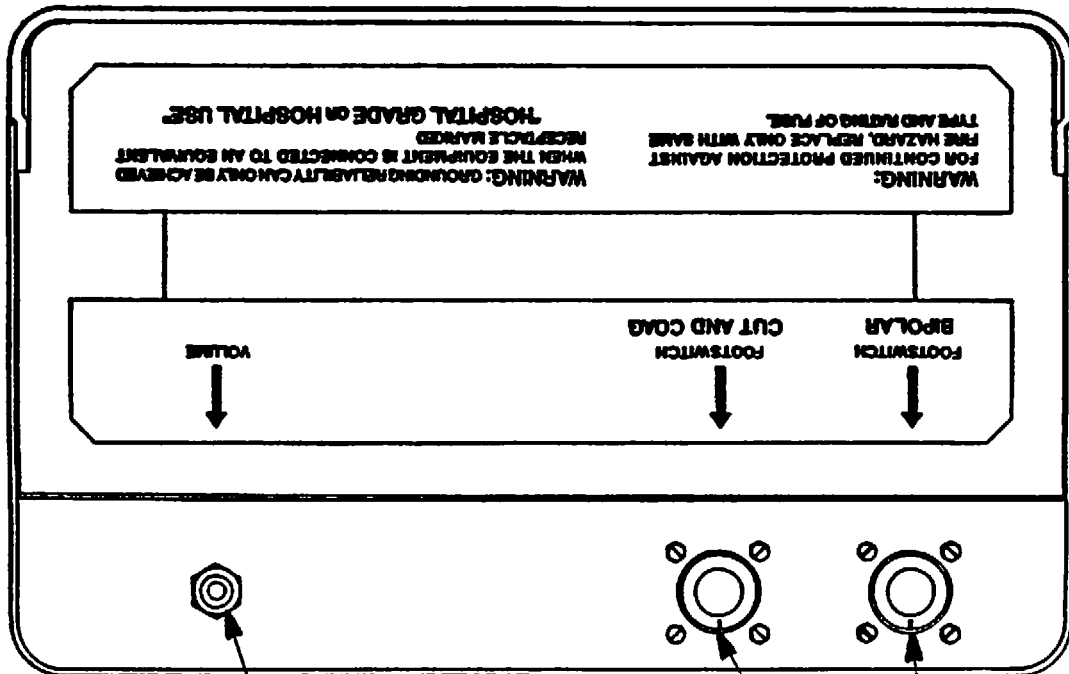 FOOTSWITCH
BIPOLAR
FOOTSWITCH
CUT AND COAG
VOLUME
WARNING:
FOR CONTINUED PROTECTION AGAINST
FIRE HAZARD, REPLACE ONLY WITH SAME
TYPE AND RATING OF FUSE.
WARNING: GROUNDING RELIABILITY CAN ONLY BE ACHIEVED
WHEN THE EQUIPMENT IS CONNECTED TO AN EQUIVALENT
RECEPTACLE MARKED
"HOSPITAL GRADE or HOSPITAL USE"